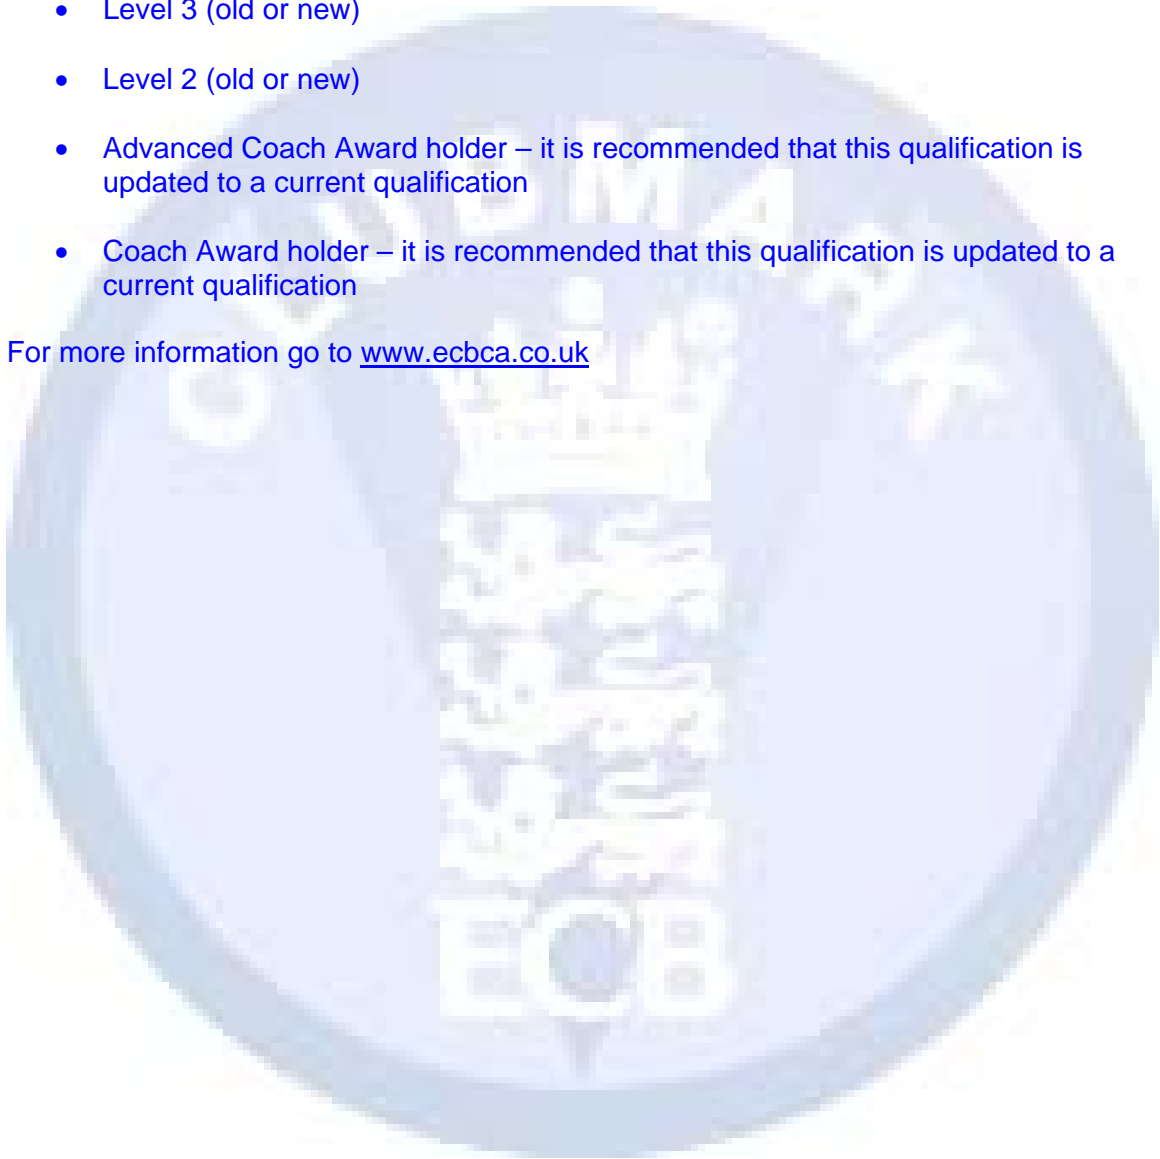 • Level 3 (old or new)
• Level 2 (old or new)
• Advanced Coach Award holder – it is recommended that this qualification is
updated to a current qualification
• Coach Award holder – it is recommended that this qualification is updated to a
current qualification
For more information go to www.ecbca.co.uk
CLUBMARK
ECB